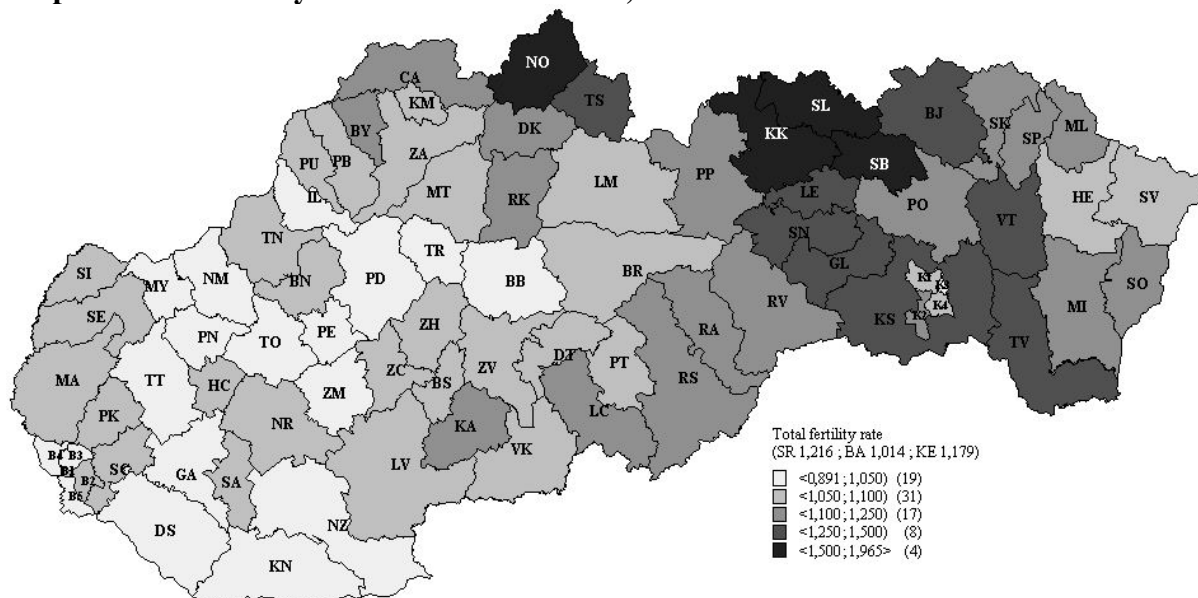 NO
CA
TS
KM
SL
BJ
BY
DK
KK
SK
SP
ML
PU
PB
ZA
SB
MT
LM
PP
LE
RK
PO
HE
SV
IL
TN
VT
SN
TR
SI
NM
BN
PD
BB
BR
GL
MY
RV
K1
K3
SO
SE
PE
KS
K2
K4
MI
PN
TO
ZH
RA
TV
DT
PT
MA
TT
HC
ZM
ZC
BS
ZV
RS
PK
NR
KA
LC
VK
B4
B3
B1
B2
B5
SC
GA
SA
LV
DS
NZ
KN
Total fertility rate
(SR 1,216 ; BA 1,014 ; KE 1,179)
<0,891 ; 1,050) (19)
<1,050 ; 1,100) (31)
<1,100 ; 1,250) (17)
<1,250 ; 1,500) (8)
<1,500 ; 1,965> (4)